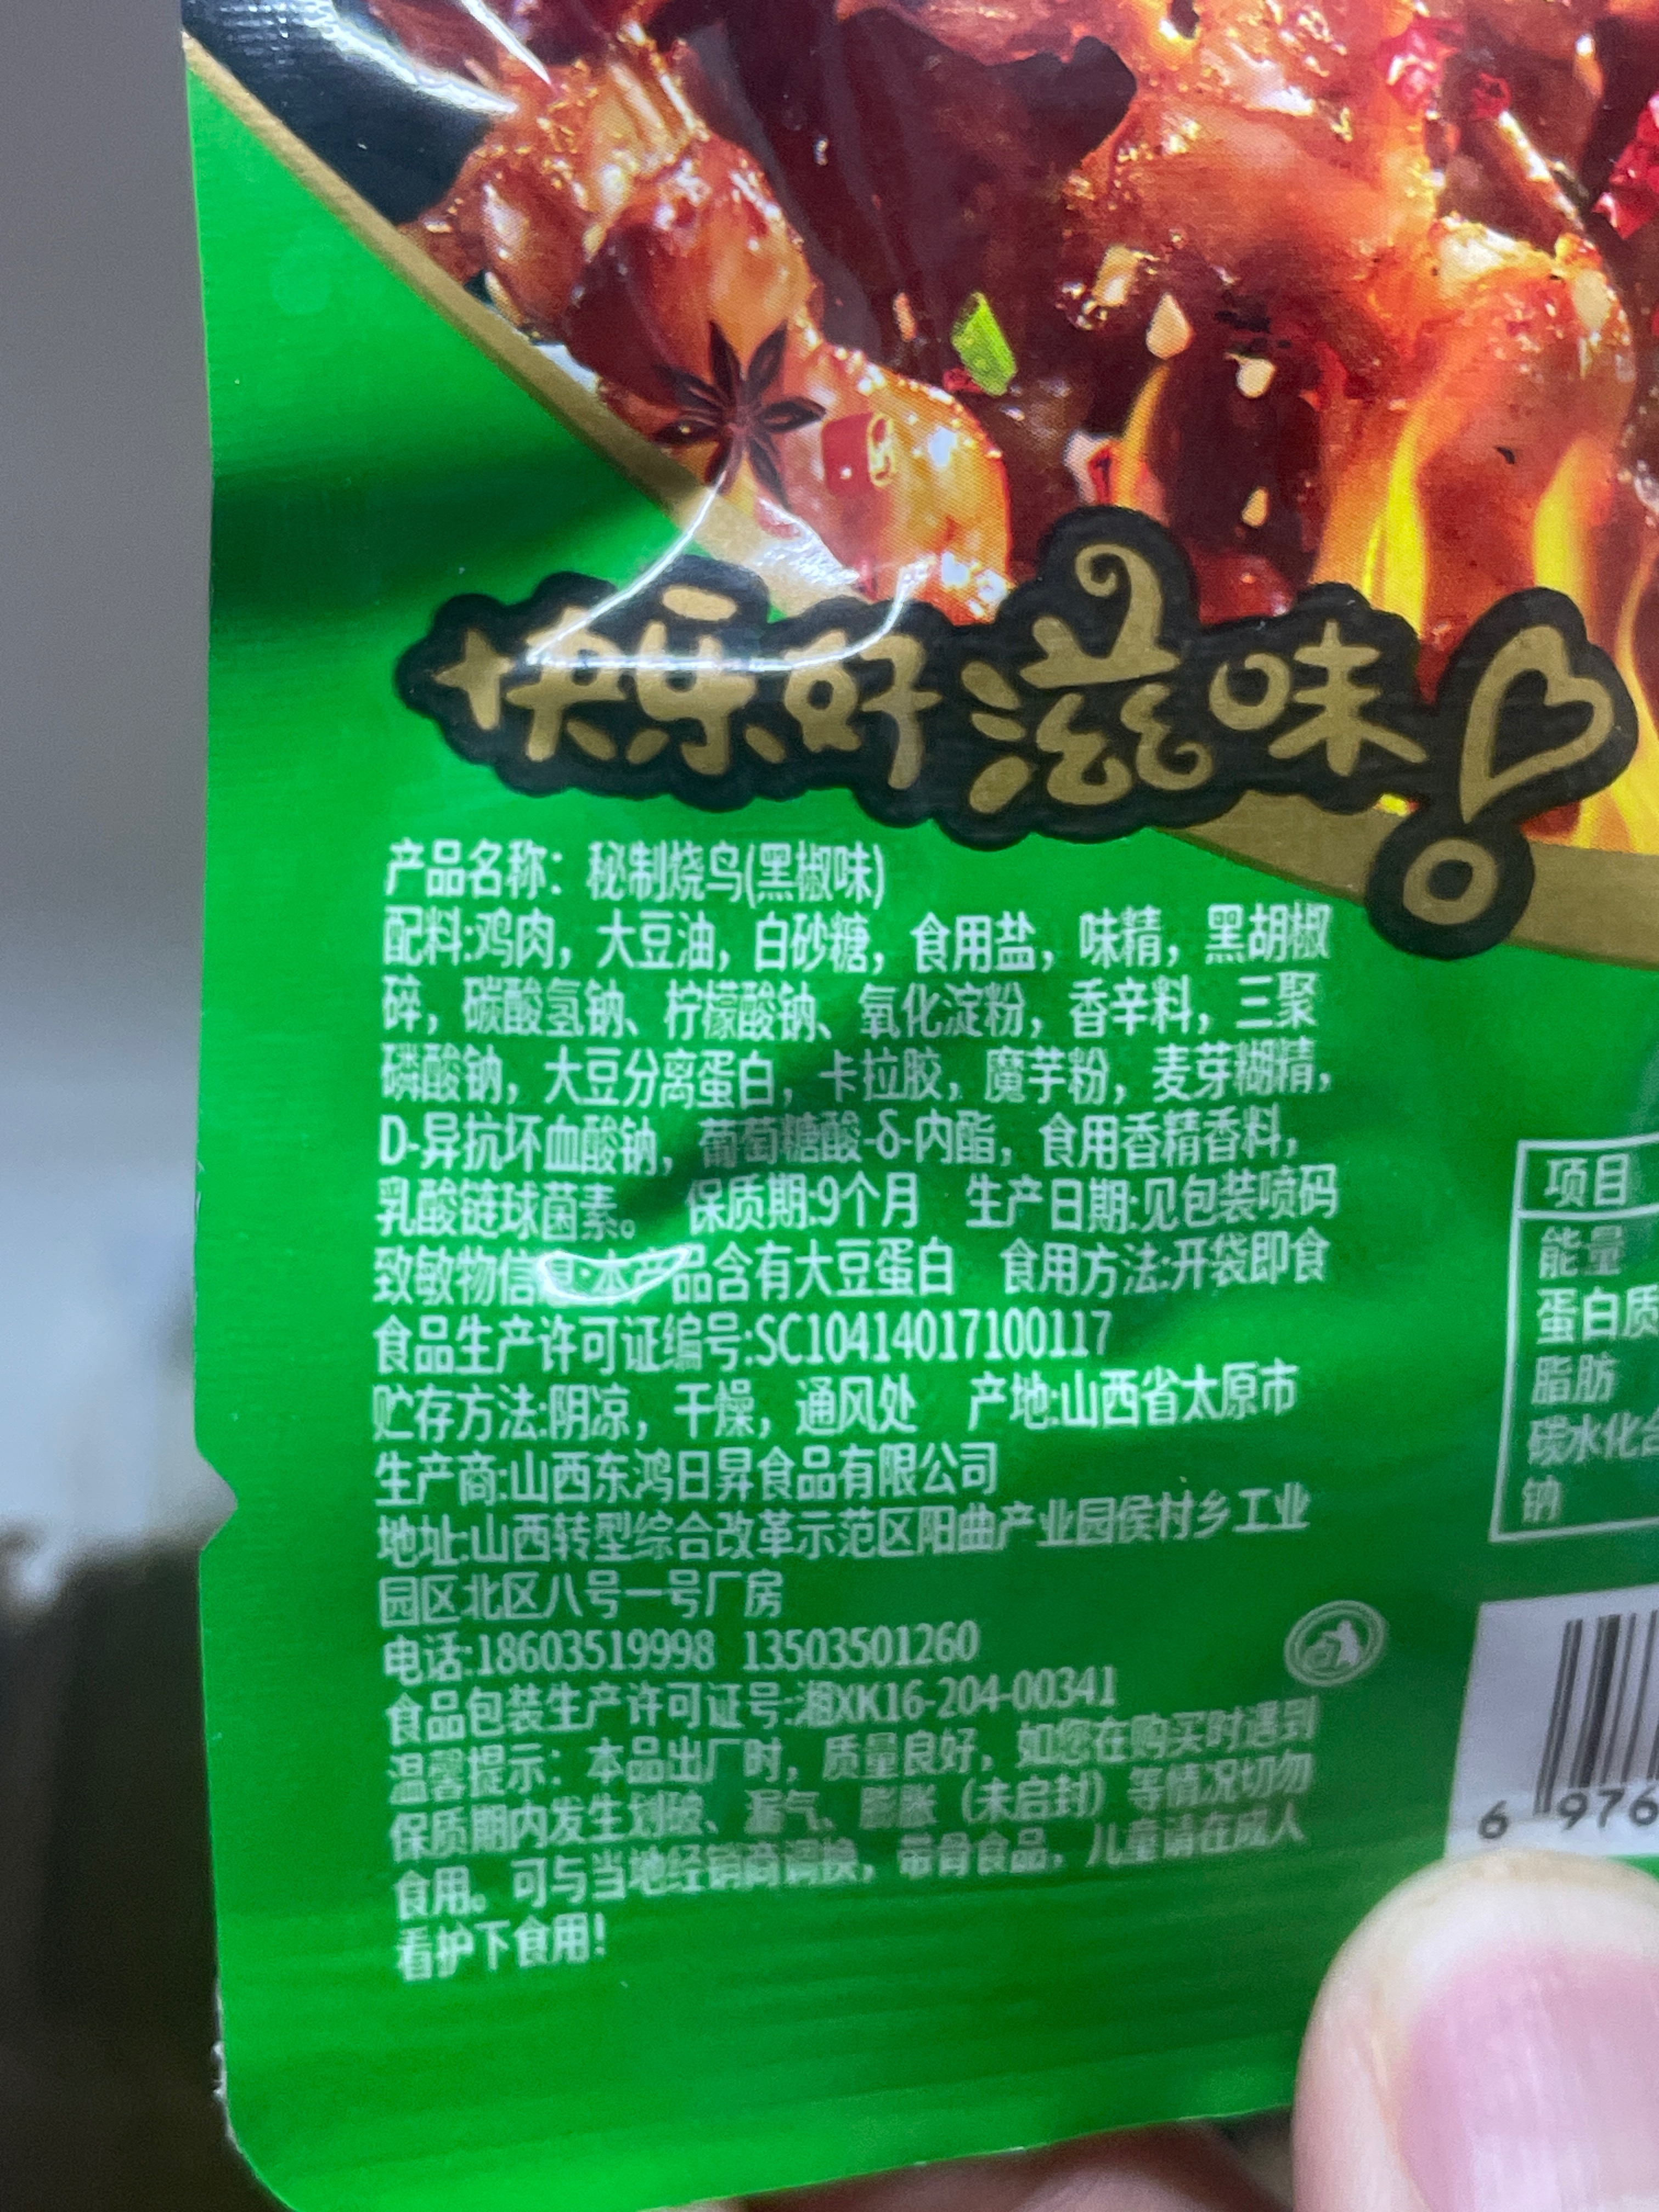 快乐好滋味
产品名称：秘制烧鸟(黑椒味)
配料:鸡肉，大豆油，白砂糖，食用盐，味精，黑胡椒
碎，碳酸氢钠、柠檬酸钠、氧化淀粉，香辛料，三聚
磷酸钠，大豆分离蛋白，卡拉胶，魔芋粉，麦芽糊精，
D-异抗坏血酸钠，葡萄糖酸-δ-内酯，食用香精香料，
乳酸链球菌素。 保质期:9个月 生产日期:见包装喷码
致敏物信息:本产品含有大豆蛋白 食用方法:开袋即食
食品生产许可证编号:SC10414017100117
贮存方法:阴凉，干燥，通风处 产地:山西省太原市
生产商:山西东鸿日昇食品有限公司
地址:山西转型综合改革示范区阳曲产业园侯村乡工业
园区北区八号一号厂房
电话:18603519998 13503501260
食品包装生产许可证号:湘XK16-204-00341
温馨提示：本品出厂时，质量良好，如您在购买时遇到
保质期内发生划破、漏气、膨胀（未启封）等情况切勿
食用。可与当地经销商调换，带骨食品，儿童请在成人
看护下食用！
项目
能量
蛋白质
脂肪
碳水化合
钠
6 976